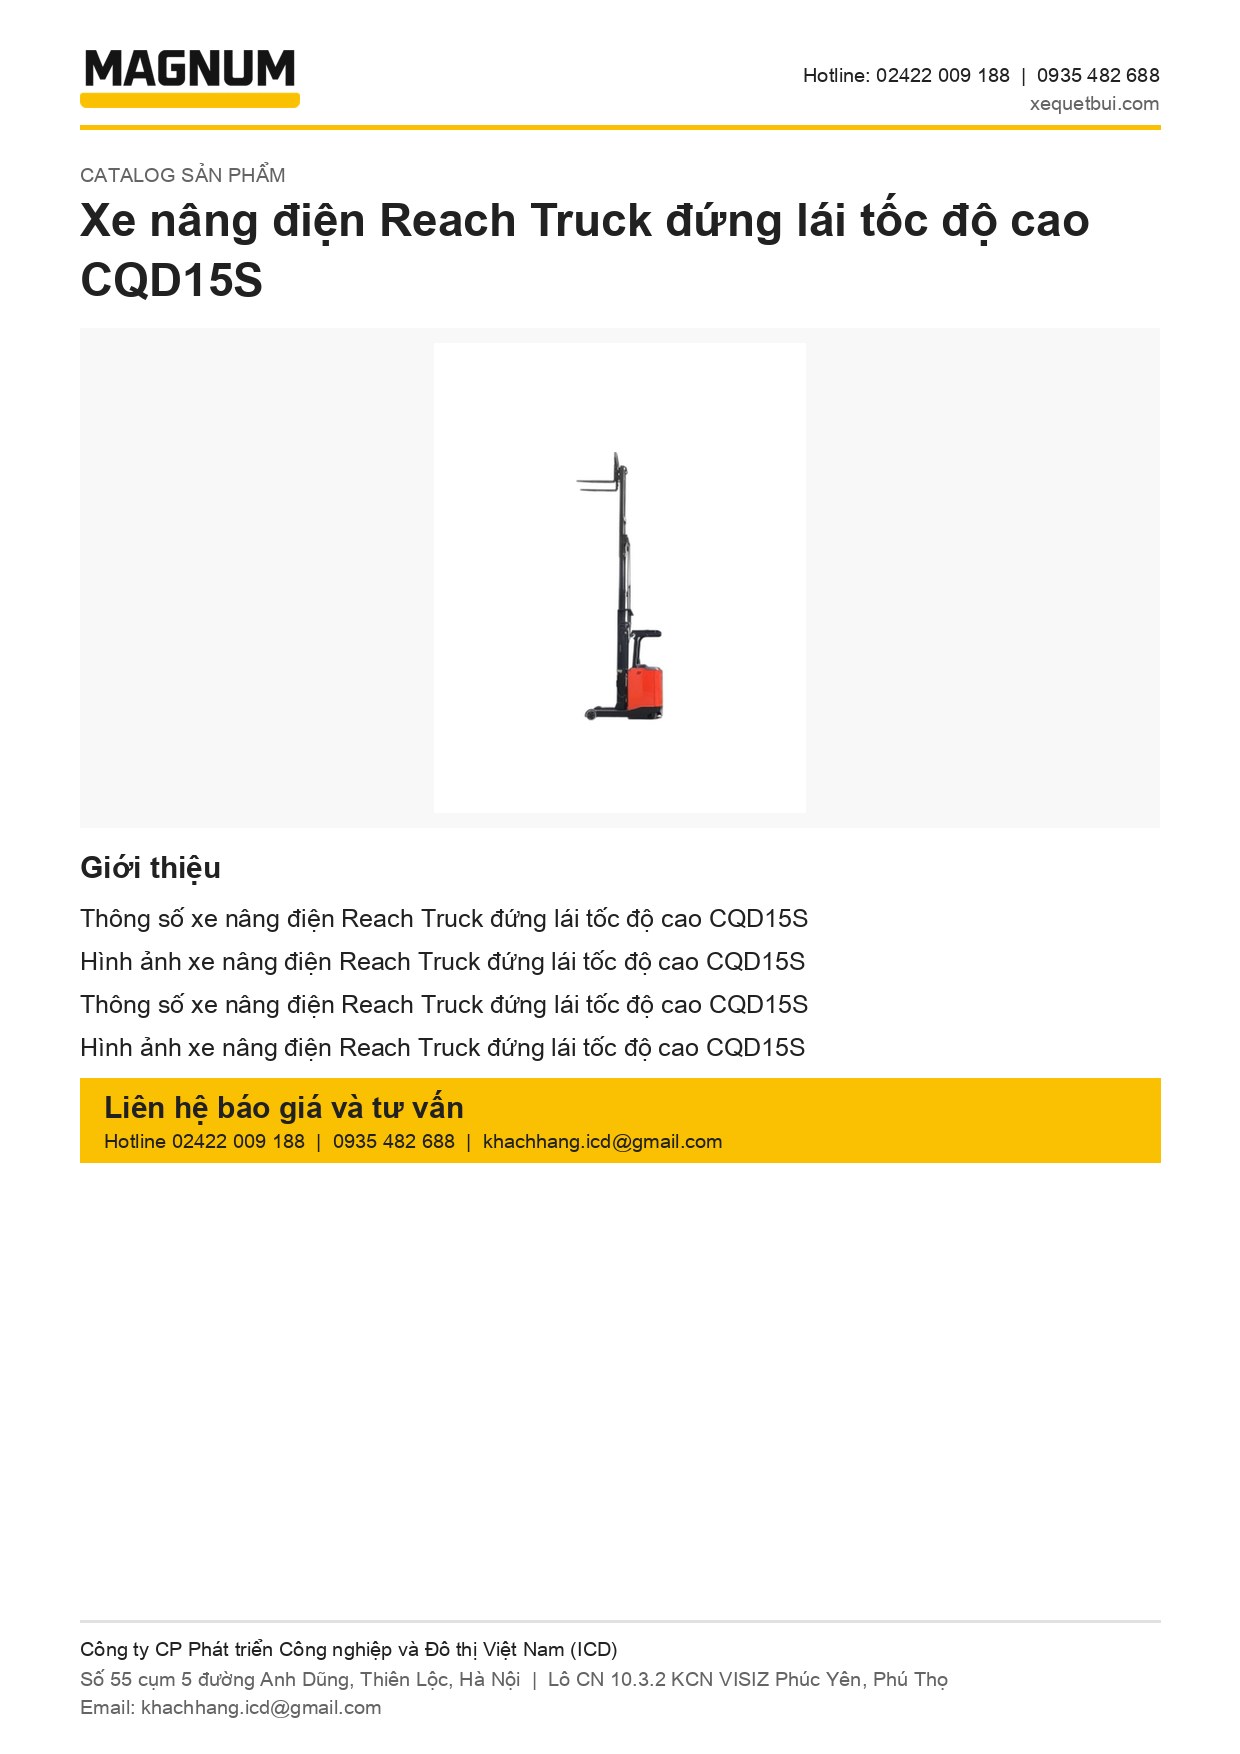 MAGNUM
Hotline: 02422 009 188 | 0935 482 688
xequetbui.com
CATALOG SẢN PHẨM
Xe nâng điện Reach Truck đứng lái tốc độ cao
CQD15S
Giới thiệu
Thông số xe nâng điện Reach Truck đứng lái tốc độ cao CQD15S
Hình ảnh xe nâng điện Reach Truck đứng lái tốc độ cao CQD15S
Thông số xe nâng điện Reach Truck đứng lái tốc độ cao CQD15S
Hình ảnh xe nâng điện Reach Truck đứng lái tốc độ cao CQD15S
Liên hệ báo giá và tư vấn
Hotline 02422 009 188 | 0935 482 688 | khachhang.icd@gmail.com
Công ty CP Phát triển Công nghiệp và Đô thị Việt Nam (ICD)
Số 55 cụm 5 đường Anh Dũng, Thiên Lộc, Hà Nội | Lô CN 10.3.2 KCN VISIZ Phúc Yên, Phú Thọ
Email: khachhang.icd@gmail.com